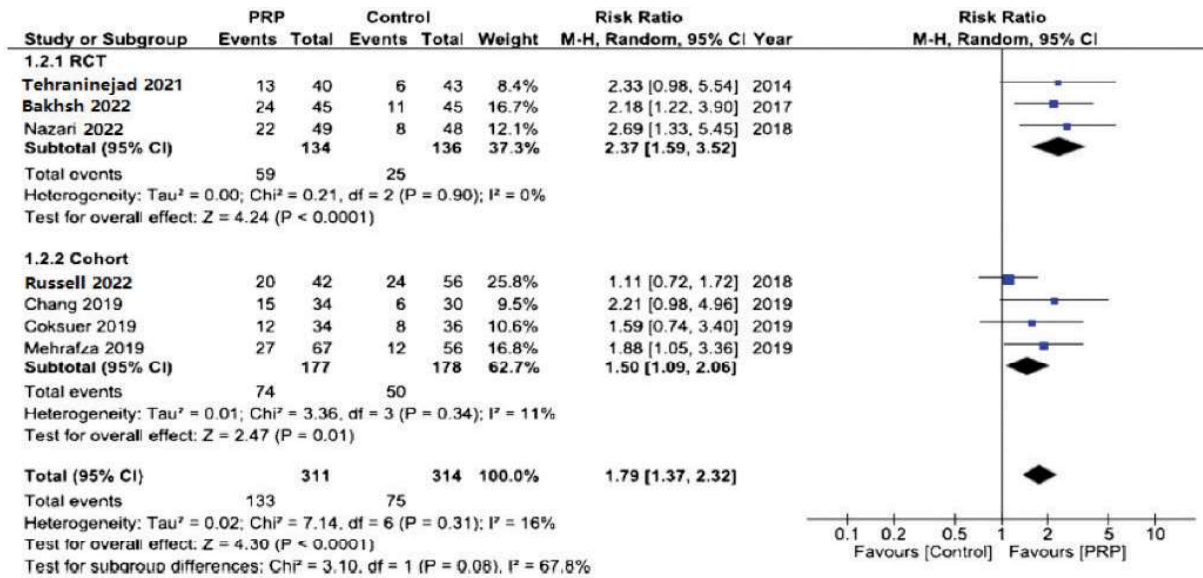 PRP Control Risk Ratio Risk Ratio
Study or Subgroup Events Total Events Total Weight M-H, Random, 95% CI Year M-H, Random, 95% CI
1.2.1 RCT
Tehraninejad 2021 13 40 6 43 8.4% 2.33 [0.98, 5.54] 2014
Bakhsh 2022 24 45 11 45 16.7% 2.18 [1.22, 3.90] 2017
Nazari 2022 22 49 8 48 12.1% 2.69 [1.33, 5.45] 2018
Subtotal (95% CI) 134 136 37.3% 2.37 [1.59, 3.52]
Total events 59 25
Heterogeneity: Tau² = 0.00; Chi² = 0.21, df = 2 (P = 0.90); I² = 0%
Test for overall effect: Z = 4.24 (P < 0.0001)
1.2.2 Cohort
Russell 2022 20 42 24 56 25.8% 1.11 [0.72, 1.72] 2018
Chang 2019 15 34 6 30 9.5% 2.21 [0.98, 4.96] 2019
Coksuer 2019 12 34 8 36 10.6% 1.59 [0.74, 3.40] 2019
Mehrafza 2019 27 67 12 56 16.8% 1.88 [1.05, 3.36] 2019
Subtotal (95% CI) 177 178 62.7% 1.50 [1.09, 2.06]
Total events 74 50
Heterogeneity: Tau² = 0.01; Chi² = 3.36, df = 3 (P = 0.34); I² = 11%
Test for overall effect: Z = 2.47 (P = 0.01)
Total (95% CI) 311 314 100.0% 1.79 [1.37, 2.32]
Total events 133 75
Heterogeneity: Tau² = 0.02; Chi² = 7.14, df = 6 (P = 0.31); I² = 16%
Test for overall effect: Z = 4.30 (P < 0.0001)
Test for subgroup differences: Chi² = 3.10, df = 1 (P = 0.08), I² = 67.8%
0.1 0.2 0.5 1 2 5 10
Favours [Control] Favours [PRP]